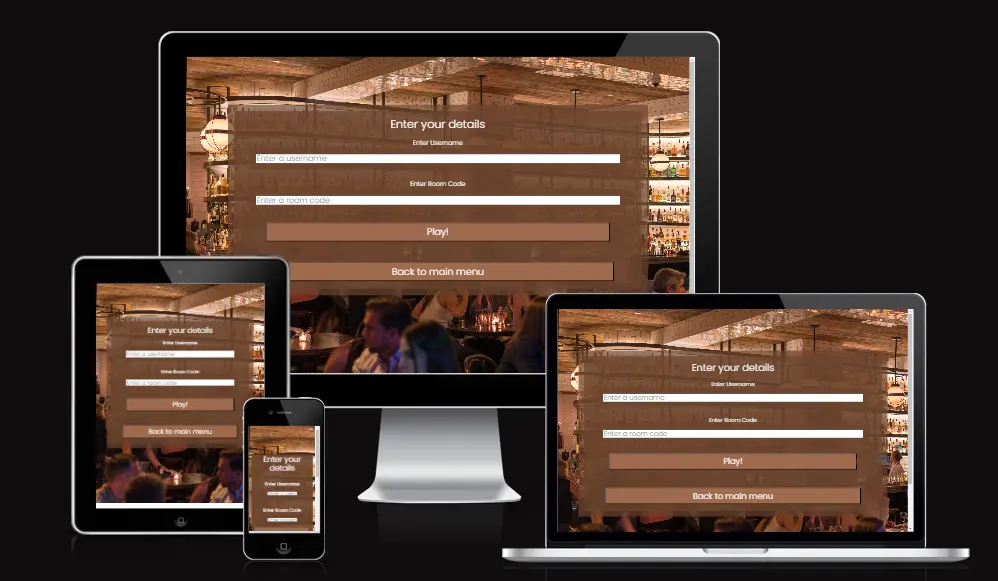 Enter your details
Enter Username
Enter a username
Enter Room Code
Enter a room code
Play!
Back to main menu
Enter your details
Enter Username
Enter a username
Enter Room Code
Enter a room code
Play!
Back to main menu
Enter your
details
Enter Username
Enter Room Code
Enter your details
Enter Username
Enter a username
Enter Room Code
Enter a room code
Play!
Back to main menu